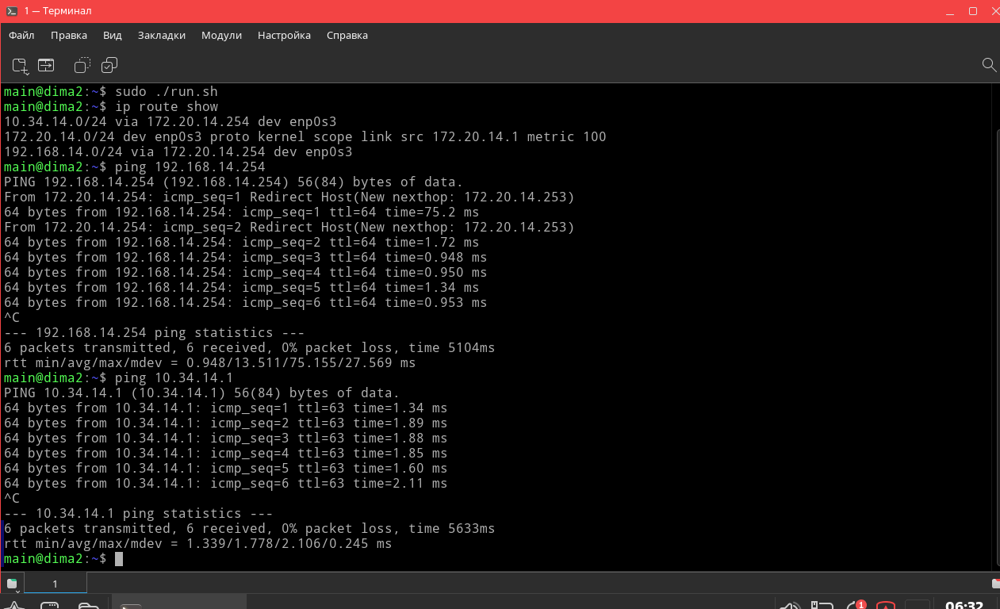 1 — Терминал
Файл Правка Вид Закладки Модули Настройка Справка
main@dima2:~$ sudo ./run.sh
main@dima2:~$ ip route show
10.34.14.0/24 via 172.20.14.254 dev enp0s3
172.20.14.0/24 dev enp0s3 proto kernel scope link src 172.20.14.1 metric 100
192.168.14.0/24 via 172.20.14.254 dev enp0s3
main@dima2:~$ ping 192.168.14.254
PING 192.168.14.254 (192.168.14.254) 56(84) bytes of data.
From 172.20.14.254: icmp_seq=1 Redirect Host(New nexthop: 172.20.14.253)
64 bytes from 192.168.14.254: icmp_seq=1 ttl=64 time=75.2 ms
From 172.20.14.254: icmp_seq=2 Redirect Host(New nexthop: 172.20.14.253)
64 bytes from 192.168.14.254: icmp_seq=2 ttl=64 time=1.72 ms
64 bytes from 192.168.14.254: icmp_seq=3 ttl=64 time=0.948 ms
64 bytes from 192.168.14.254: icmp_seq=4 ttl=64 time=0.950 ms
64 bytes from 192.168.14.254: icmp_seq=5 ttl=64 time=1.34 ms
64 bytes from 192.168.14.254: icmp_seq=6 ttl=64 time=0.953 ms
^C
--- 192.168.14.254 ping statistics ---
6 packets transmitted, 6 received, 0% packet loss, time 5104ms
rtt min/avg/max/mdev = 0.948/13.511/75.155/27.569 ms
main@dima2:~$ ping 10.34.14.1
PING 10.34.14.1 (10.34.14.1) 56(84) bytes of data.
64 bytes from 10.34.14.1: icmp_seq=1 ttl=63 time=1.34 ms
64 bytes from 10.34.14.1: icmp_seq=2 ttl=63 time=1.89 ms
64 bytes from 10.34.14.1: icmp_seq=3 ttl=63 time=1.88 ms
64 bytes from 10.34.14.1: icmp_seq=4 ttl=63 time=1.85 ms
64 bytes from 10.34.14.1: icmp_seq=5 ttl=63 time=1.60 ms
64 bytes from 10.34.14.1: icmp_seq=6 ttl=63 time=2.11 ms
^C
--- 10.34.14.1 ping statistics ---
6 packets transmitted, 6 received, 0% packet loss, time 5633ms
rtt min/avg/max/mdev = 1.339/1.778/2.106/0.245 ms
main@dima2:~$
1
1
06:32